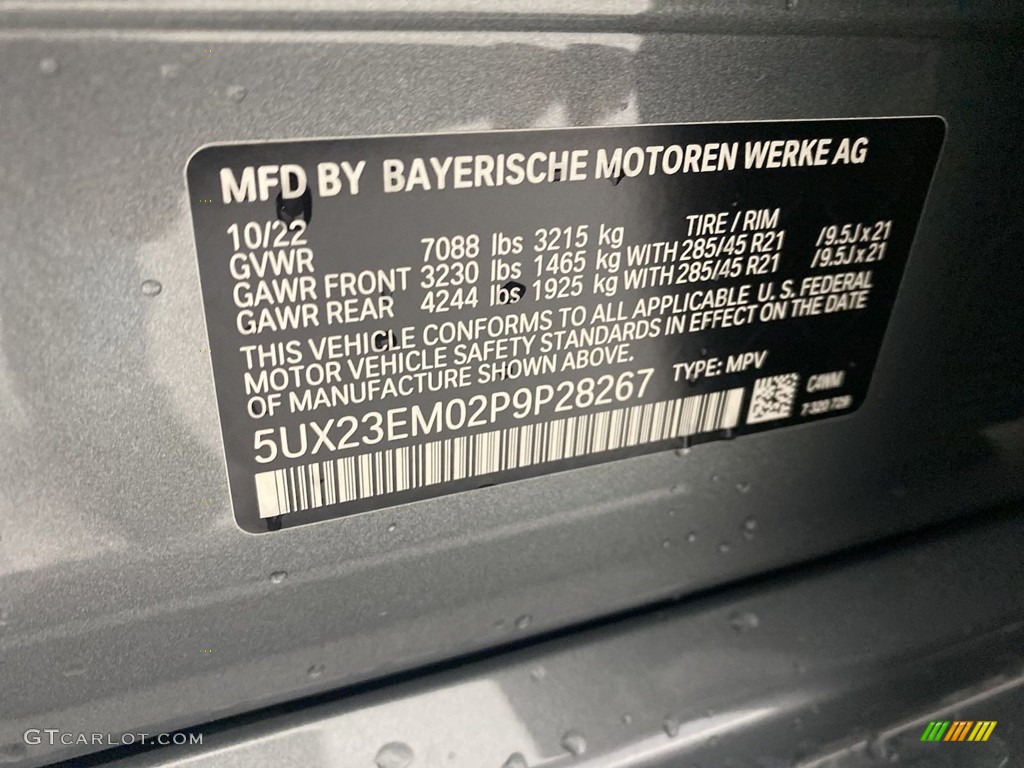 MFD BY BAYERISCHE MOTOREN WERKE AG
10/22 TIRE / RIM
GVWR 7088 lbs 3215 kg
GAWR FRONT 3230 lbs 1465 kg WITH 285/45 R21 /9.5J x 21
GAWR REAR 4244 lbs 1925 kg WITH 285/45 R21 /9.5J x 21
THIS VEHICLE CONFORMS TO ALL APPLICABLE U. S. FEDERAL
MOTOR VEHICLE SAFETY STANDARDS IN EFFECT ON THE DATE
OF MANUFACTURE SHOWN ABOVE.
5UX23EM02P9P28267 TYPE: MPV
GTCARLOT.COM